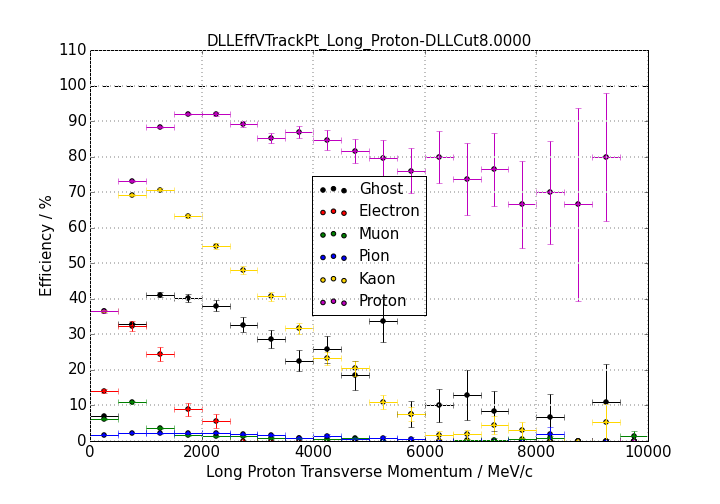 DLLEffVTrackPt_Long_Proton-DLLCut8.0000
110
100
90
80
70
60
50
40
30
20
10
0
Efficiency / %
Ghost
Electron
Muon
Pion
Kaon
Proton
0 2000 4000 6000 8000 10000
Long Proton Transverse Momentum / MeV/c